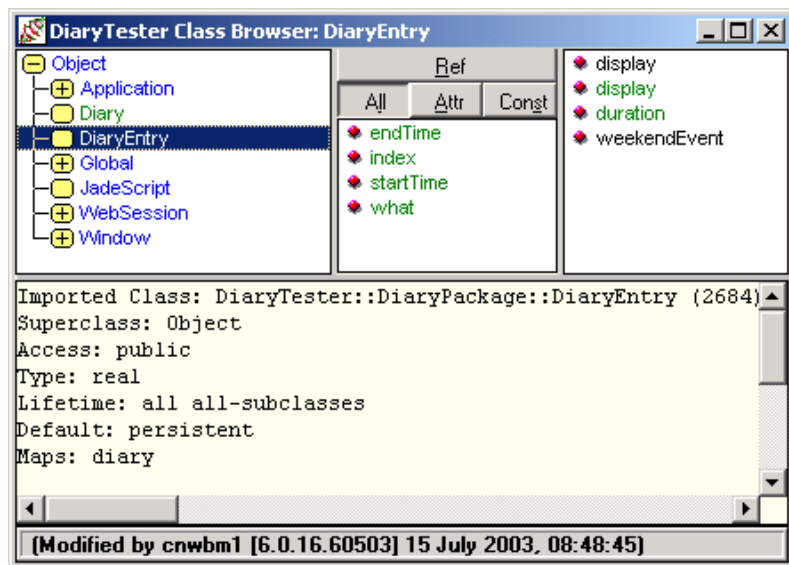 DiaryTester Class Browser: DiaryEntry
Object
Application
Diary
DiaryEntry
Global
JadeScript
WebSession
Window
Ref
All Attr Const
endTime
index
startTime
what
display
display
duration
weekendEvent
Imported Class: DiaryTester::DiaryPackage::DiaryEntry (2684)
Superclass: Object
Access: public
Type: real
Lifetime: all all-subclasses
Default: persistent
Maps: diary
(Modified by cnwbm1 [6.0.16.60503] 15 July 2003, 08:48:45)